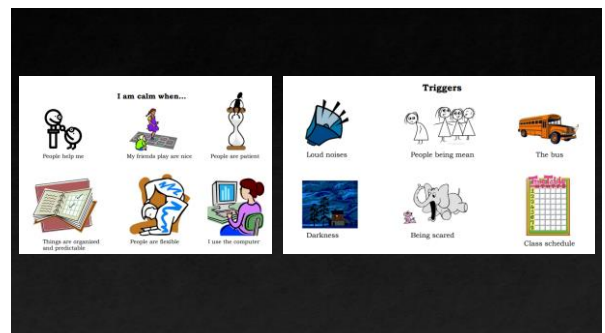 I am calm when...
People help me
My friends play are nice
People are patient
Things are organized
and predictable
People are flexible
I use the computer
Triggers
Loud noises
People being mean
The bus
Darkness
Being scared
Class schedule